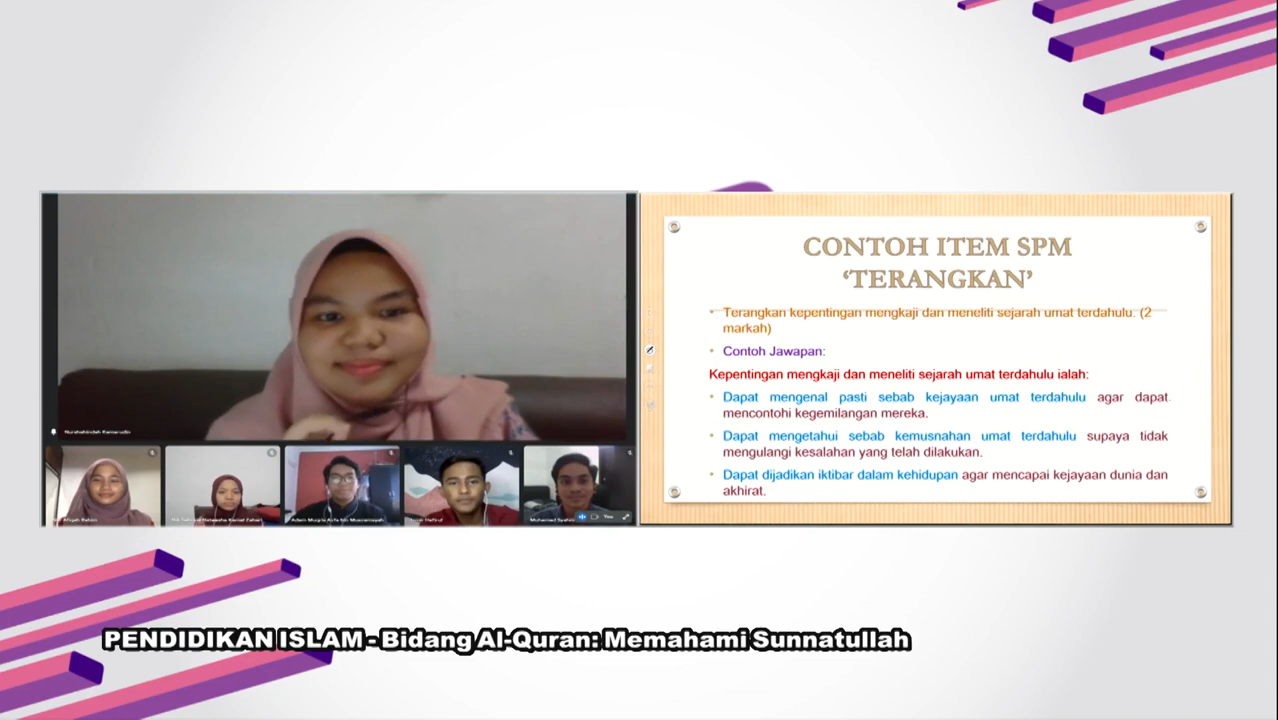 CONTOH ITEM SPM
‘TERANGKAN’
• Terangkan kepentingan mengkaji dan meneliti sejarah umat terdahulu. (2
markah)
• Contoh Jawapan:
Kepentingan mengkaji dan meneliti sejarah umat terdahulu ialah:
• Dapat mengenal pasti sebab kejayaan umat terdahulu agar dapat
mencontohi kegemilangan mereka.
• Dapat mengetahui sebab kemusnahan umat terdahulu supaya tidak
mengulangi kesalahan yang telah dilakukan.
• Dapat dijadikan iktibar dalam kehidupan agar mencapai kejayaan dunia dan
akhirat.
You
PENDIDIKAN ISLAM - Bidang Al-Quran: Memahami Sunnatullah